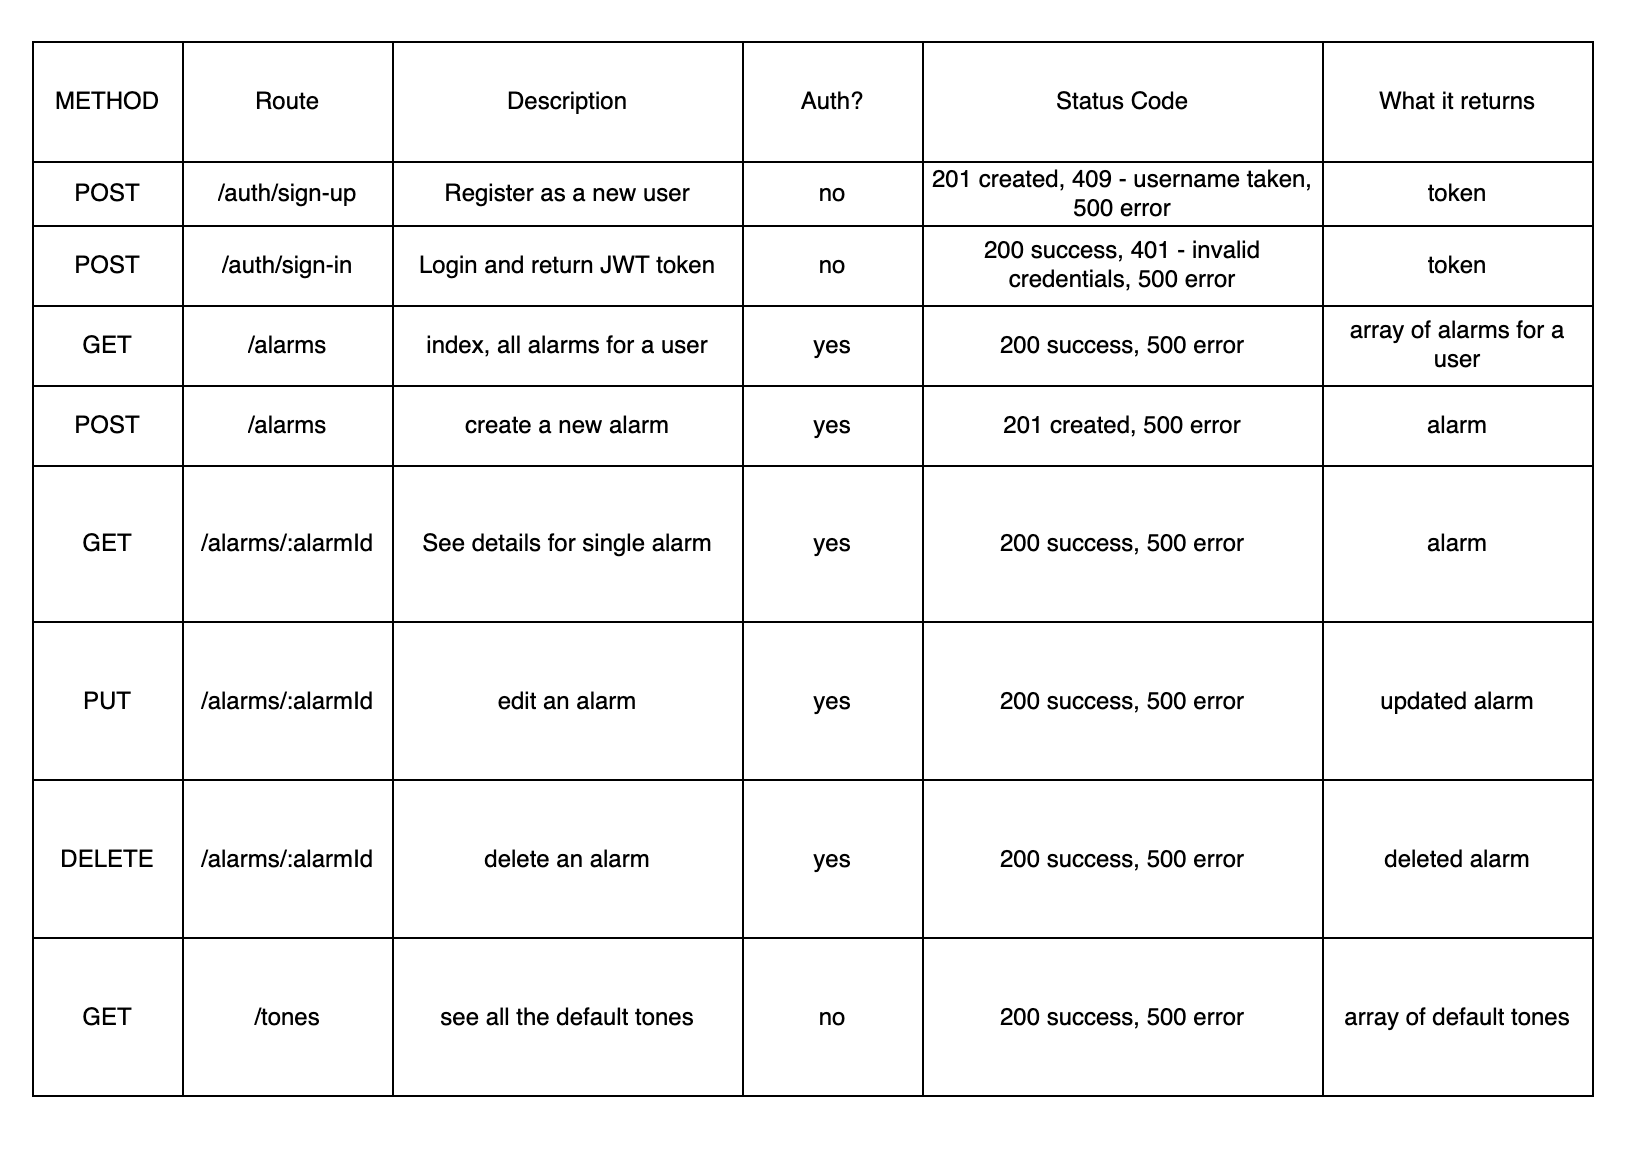 METHOD Route Description Auth? Status Code What it returns
POST /auth/sign-up Register as a new user no 201 created, 409 - username taken, 500 error token
POST /auth/sign-in Login and return JWT token no 200 success, 401 - invalid credentials, 500 error token
GET /alarms index, all alarms for a user yes 200 success, 500 error array of alarms for a user
POST /alarms create a new alarm yes 201 created, 500 error alarm
GET /alarms/:alarmId See details for single alarm yes 200 success, 500 error alarm
PUT /alarms/:alarmId edit an alarm yes 200 success, 500 error updated alarm
DELETE /alarms/:alarmId delete an alarm yes 200 success, 500 error deleted alarm
GET /tones see all the default tones no 200 success, 500 error array of default tones